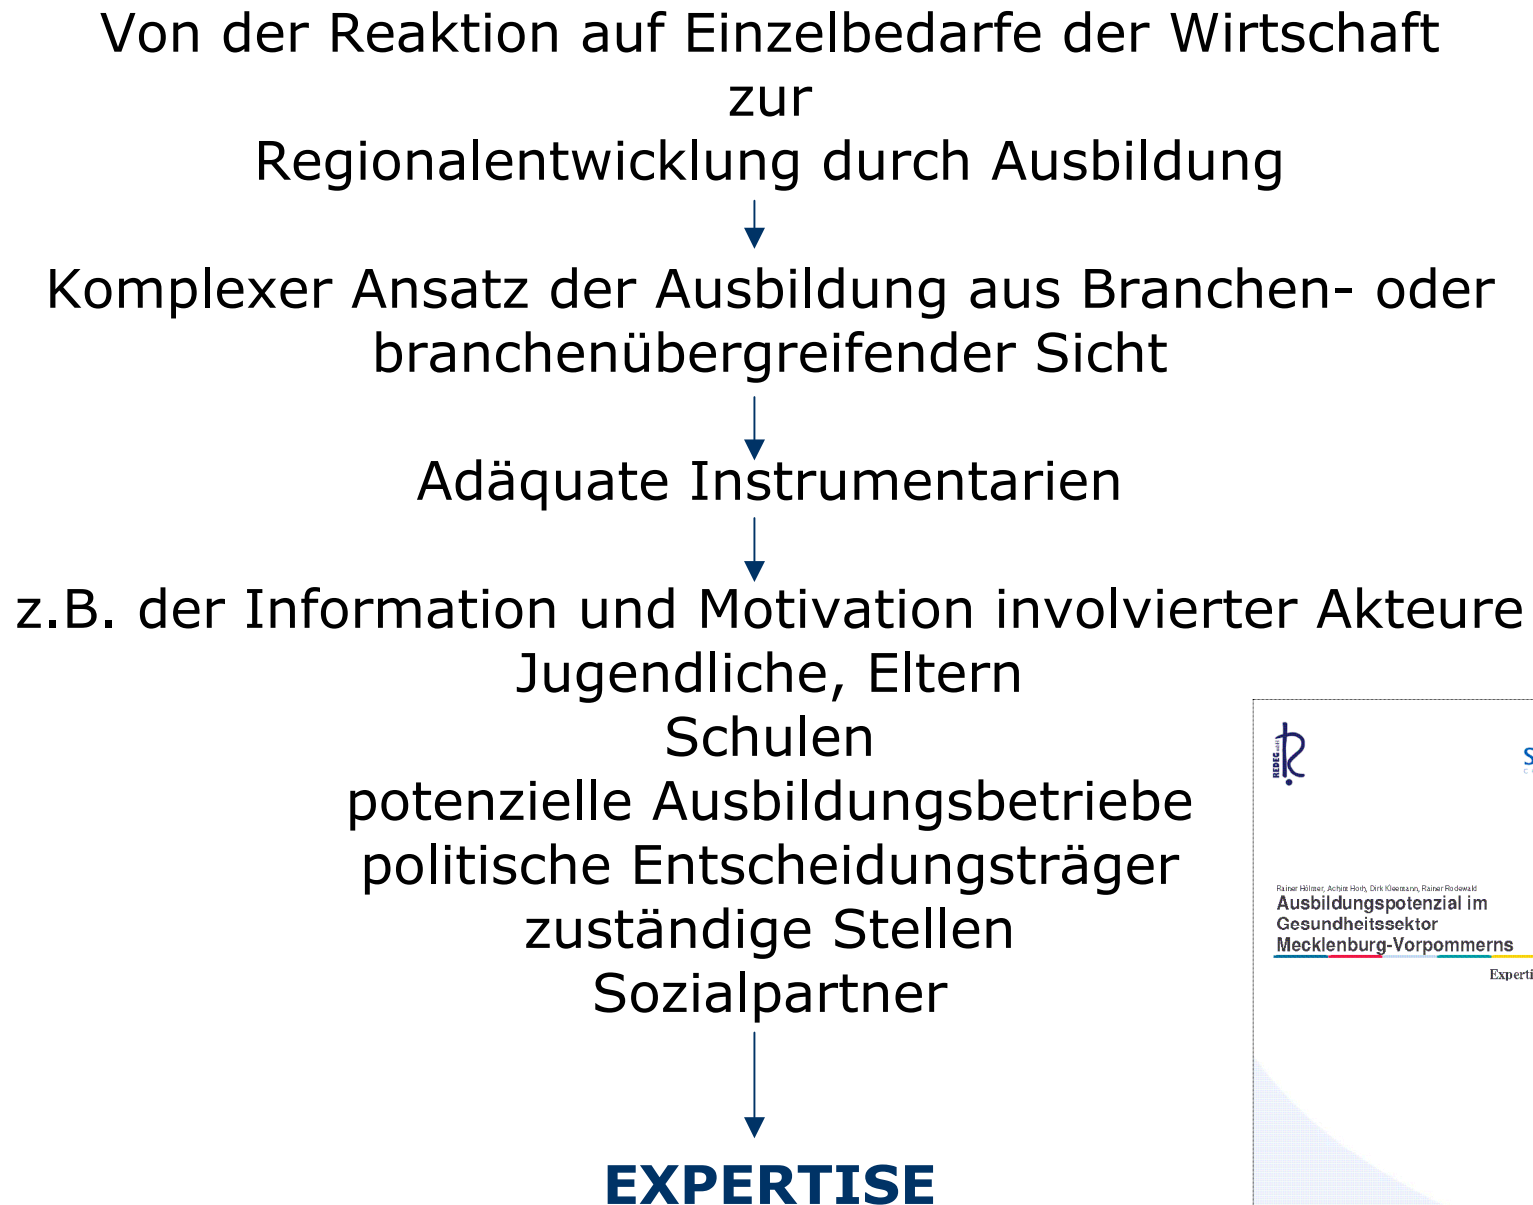 Von der Reaktion auf Einzelbedarfe der Wirtschaft
zur
Regionalentwicklung durch Ausbildung
Komplexer Ansatz der Ausbildung aus Branchen- oder
branchenübergreifender Sicht
Adäquate Instrumentarien
z.B. der Information und Motivation involvierter Akteure
Jugendliche, Eltern
Schulen
potenzielle Ausbildungsbetriebe
politische Entscheidungsträger
zuständige Stellen
Sozialpartner
EXPERTISE
REDEG
Rainer Hölmer, Achim Hoth, Dirk Kleemann, Rainer Rodewald
Ausbildungspotenzial im
Gesundheitssektor
Mecklenburg-Vorpommerns